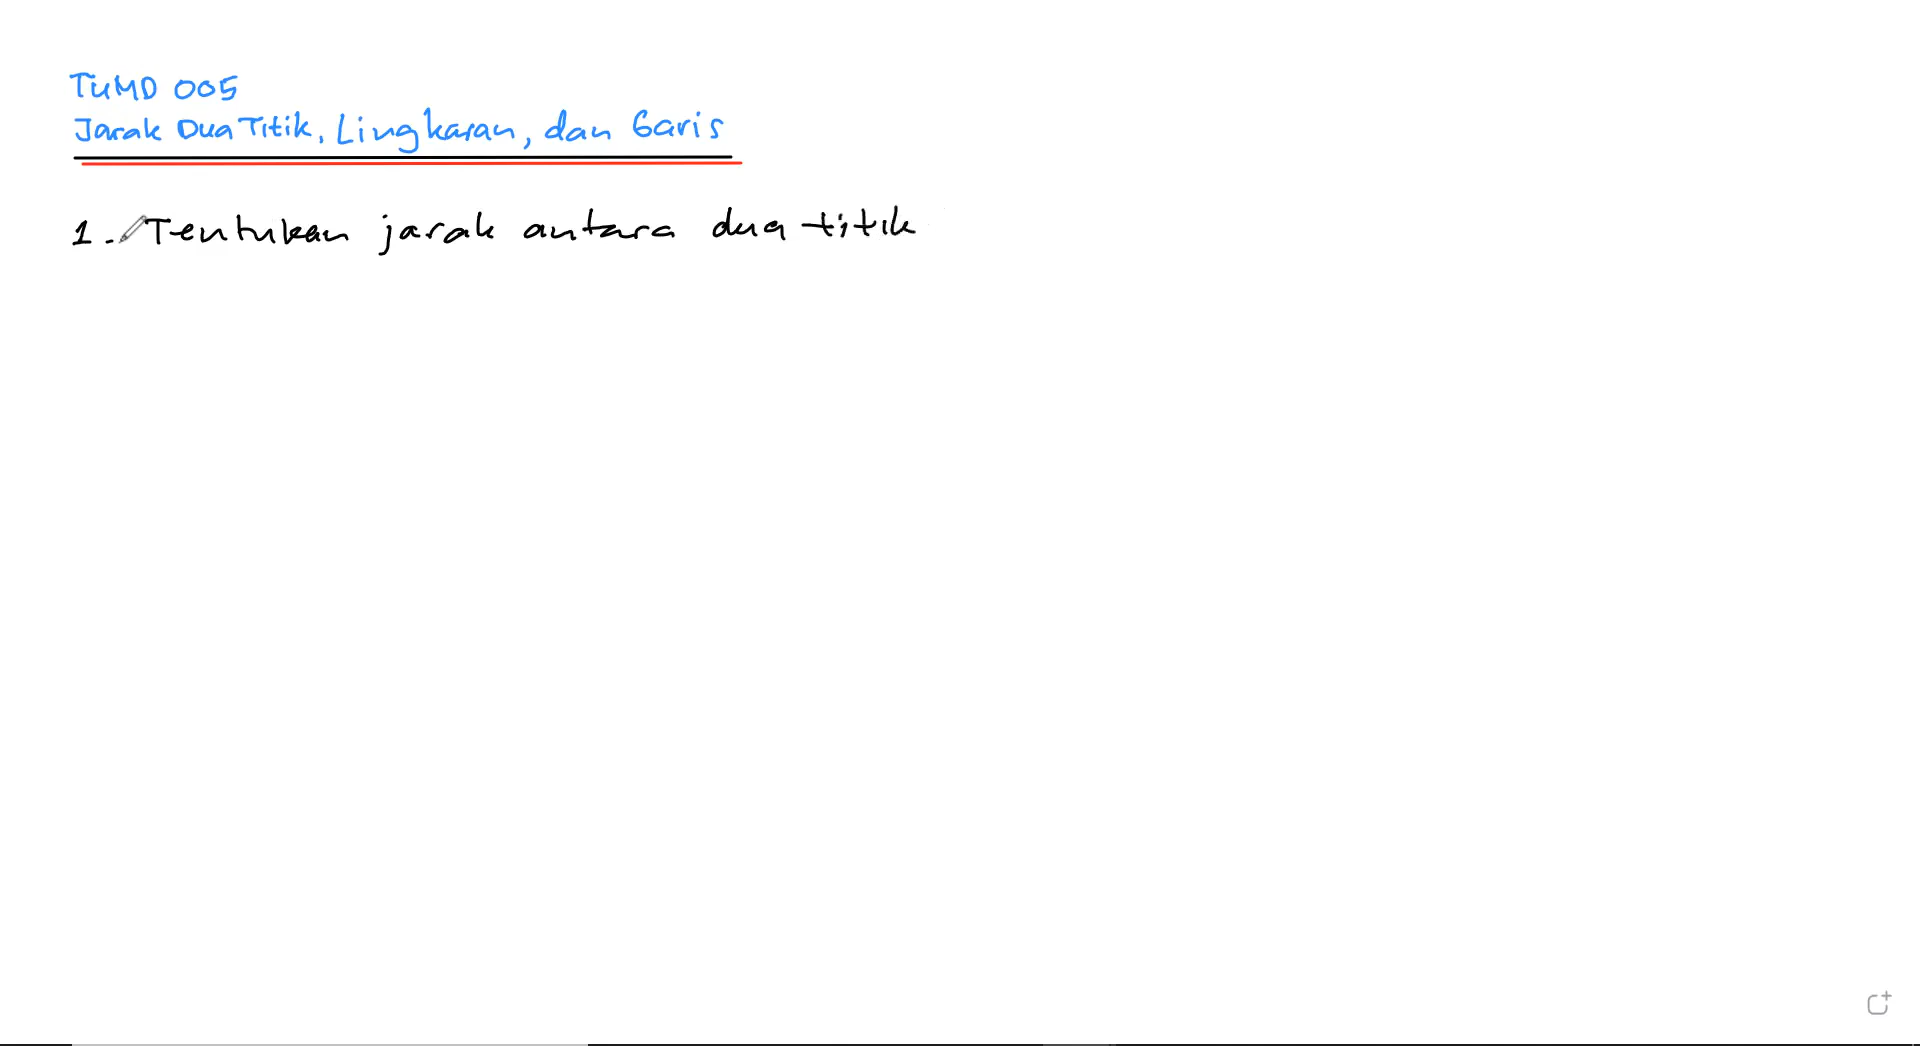 TUMD 005
Jarak Dua Titik, Lingkaran, dan Garis
1. Tentukan jarak antara dua titik